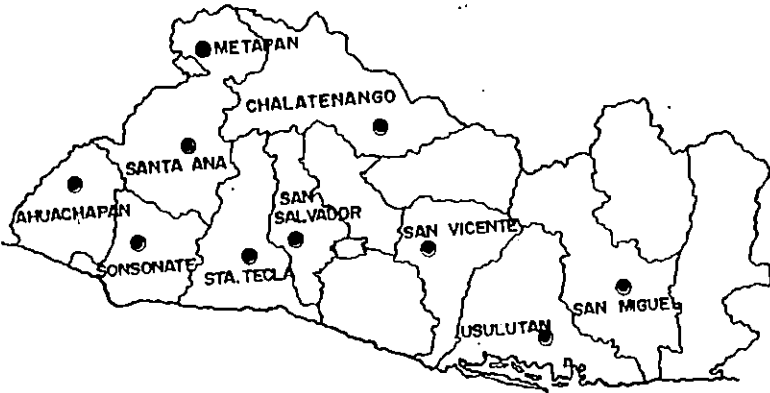 METAPAN
CHALATENANGO
SANTA ANA
SAN
SALVADOR
AHUACHAPAN
SAN VICENTE
SONSONATE
STA. TECLA
SAN MIGUEL
USULUTAN